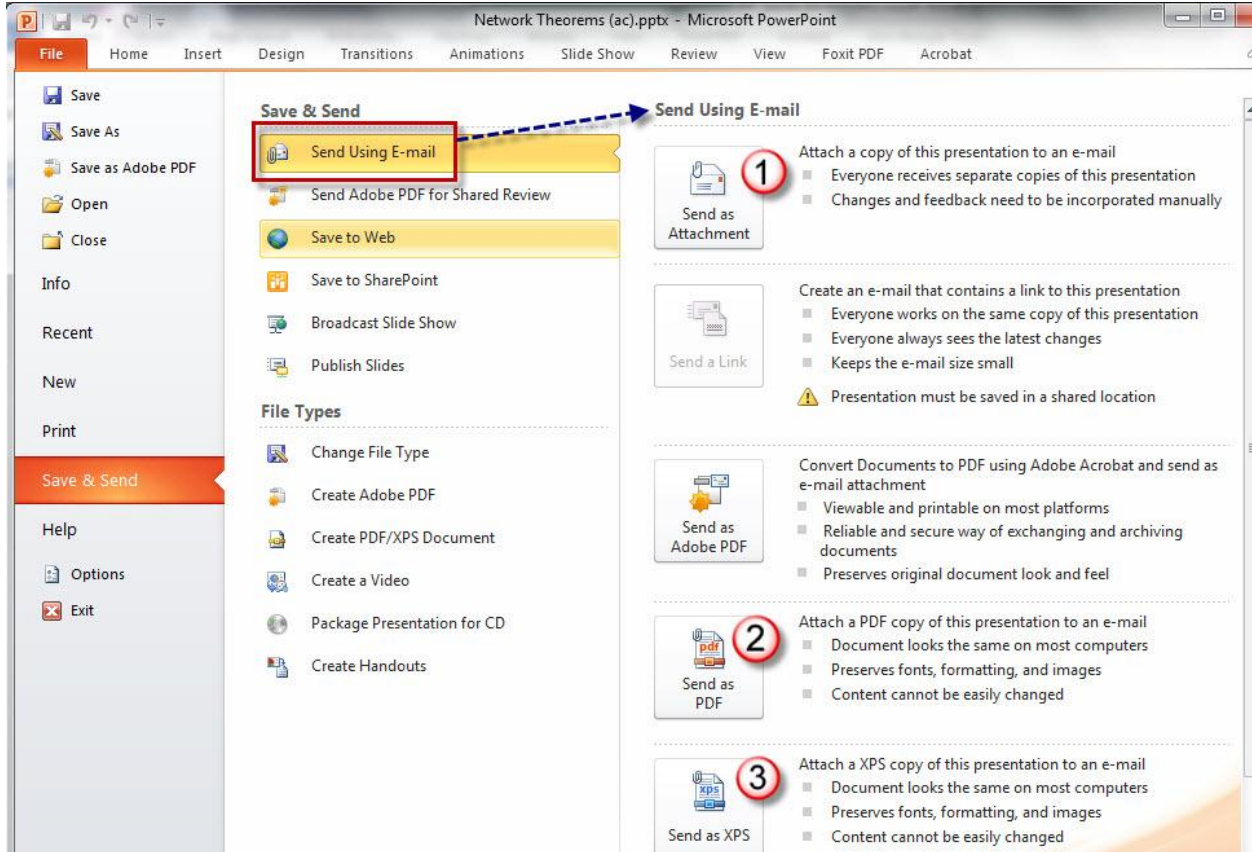 P
Network Theorems (ac).pptx - Microsoft PowerPoint
File Home Insert Design Transitions Animations Slide Show Review View Foxit PDF Acrobat
Save
Save As
Save as Adobe PDF
Open
Close
Info
Recent
New
Print
Save & Send
Help
Options
Exit
Save & Send
Send Using E-mail
Send Adobe PDF for Shared Review
Save to Web
Save to SharePoint
Broadcast Slide Show
Publish Slides
File Types
Change File Type
Create Adobe PDF
Create PDF/XPS Document
Create a Video
Package Presentation for CD
Create Handouts
Send Using E-mail
Send as
Attachment
1
Attach a copy of this presentation to an e-mail
Everyone receives separate copies of this presentation
Changes and feedback need to be incorporated manually
Send a Link
Create an e-mail that contains a link to this presentation
Everyone works on the same copy of this presentation
Everyone always sees the latest changes
Keeps the e-mail size small
Presentation must be saved in a shared location
Send as
Adobe PDF
Convert Documents to PDF using Adobe Acrobat and send as
e-mail attachment
Viewable and printable on most platforms
Reliable and secure way of exchanging and archiving
documents
Preserves original document look and feel
pdf
Send as
PDF
2
Attach a PDF copy of this presentation to an e-mail
Document looks the same on most computers
Preserves fonts, formatting, and images
Content cannot be easily changed
xps
Send as XPS
3
Attach a XPS copy of this presentation to an e-mail
Document looks the same on most computers
Preserves fonts, formatting, and images
Content cannot be easily changed